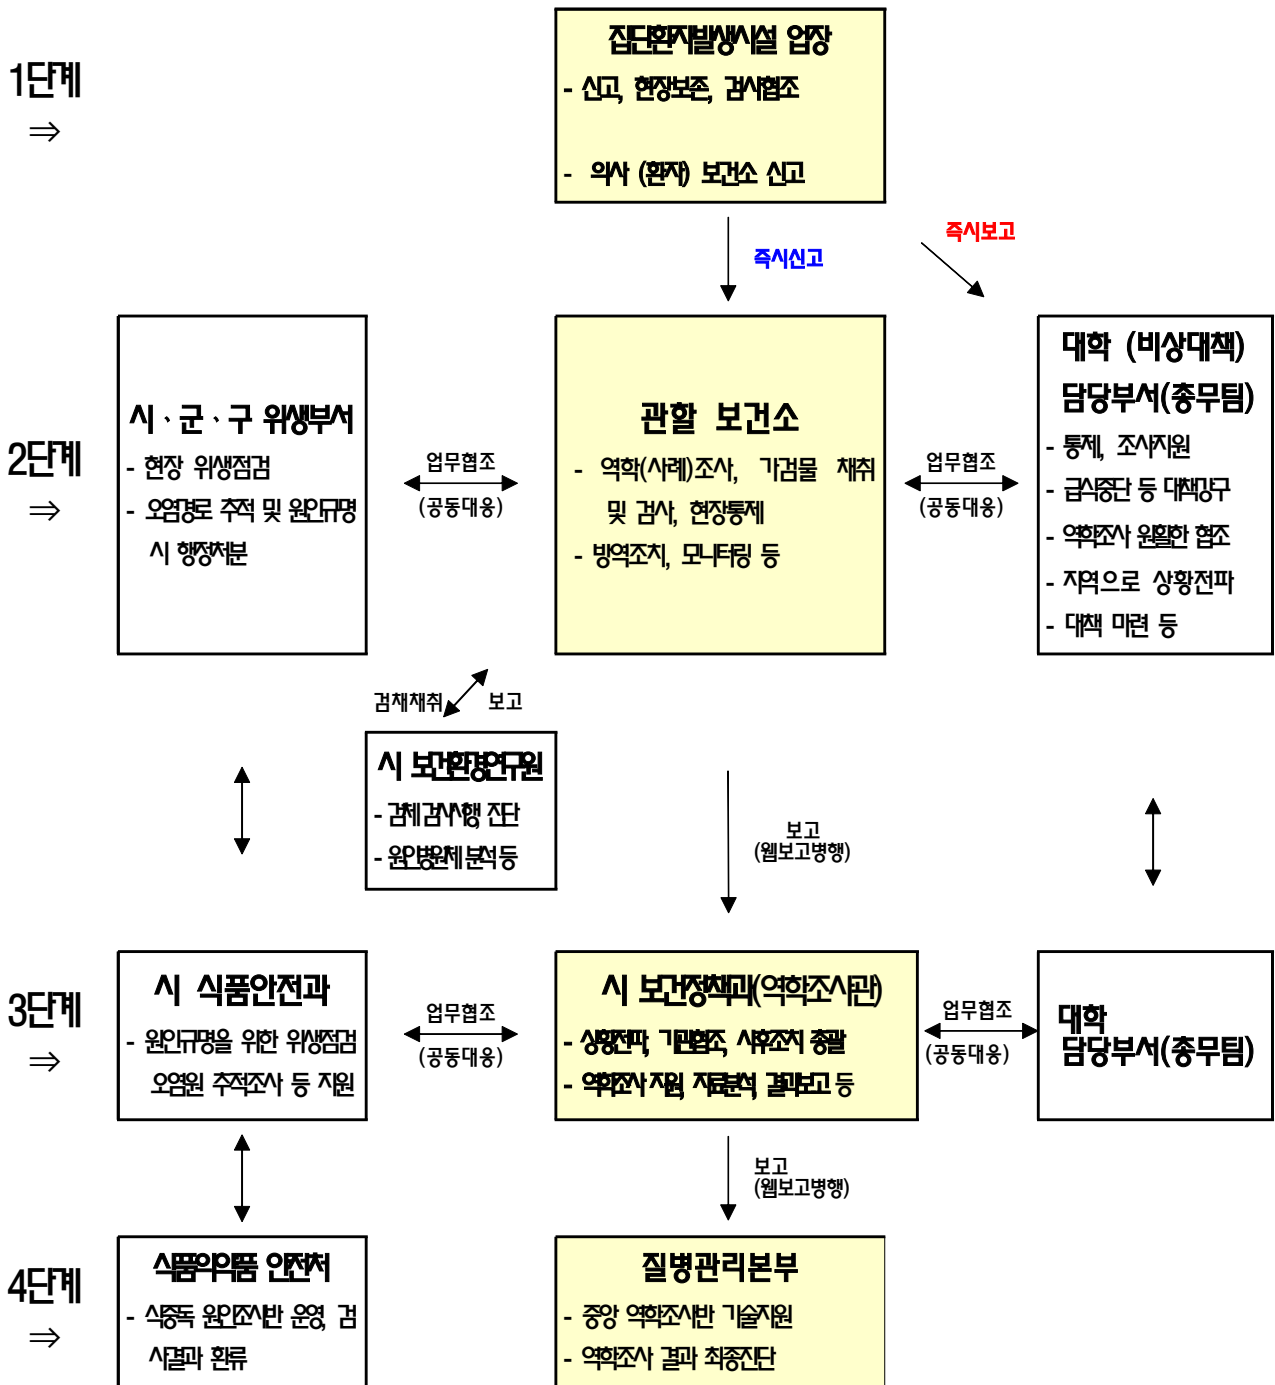 1단계
⇒
집단환자발생시설 업장
- 신고, 현장보존, 검사협조
- 의사 (환자) 보건소 신고
즉시신고
즉시보고
2단계
⇒
시·군·구 위생부서
- 현장 위생점검
- 오염경로 추적 및 원인규명
시 행정처분
업무협조
(공동대응)
관할 보건소
- 역학(사례)조사, 가검물 채취
및 검사, 현장통제
- 방역조치, 모니터링 등
업무협조
(공동대응)
대학 (비상대책)
담당부서(총무팀)
- 통제, 조사지원
- 급식중단 등 대책강구
- 역학조사 원활한 협조
- 지역으로 상황전파
- 대책 마련 등
검채채취
보고
시 보건환경연구원
- 검체검사시행, 진단
- 원인병원체 분석 등
보고
(웹보고병행)
3단계
⇒
시 식품안전과
- 원인규명을 위한 위생점검
오염원 추적조사 등 지원
업무협조
(공동대응)
시 보건정책과(역학조사관)
- 상황전파, 기관협조, 사후조치 총괄
- 역학조사 지원, 자료분석, 결과보고 등
업무협조
(공동대응)
대학
담당부서(총무팀)
보고
(웹보고병행)
4단계
⇒
식품의약품 안전처
- 식중독 원인조사반 운영, 검
사결과 환류
질병관리본부
- 중앙 역학조사반 기술지원
- 역학조사 결과 최종진단